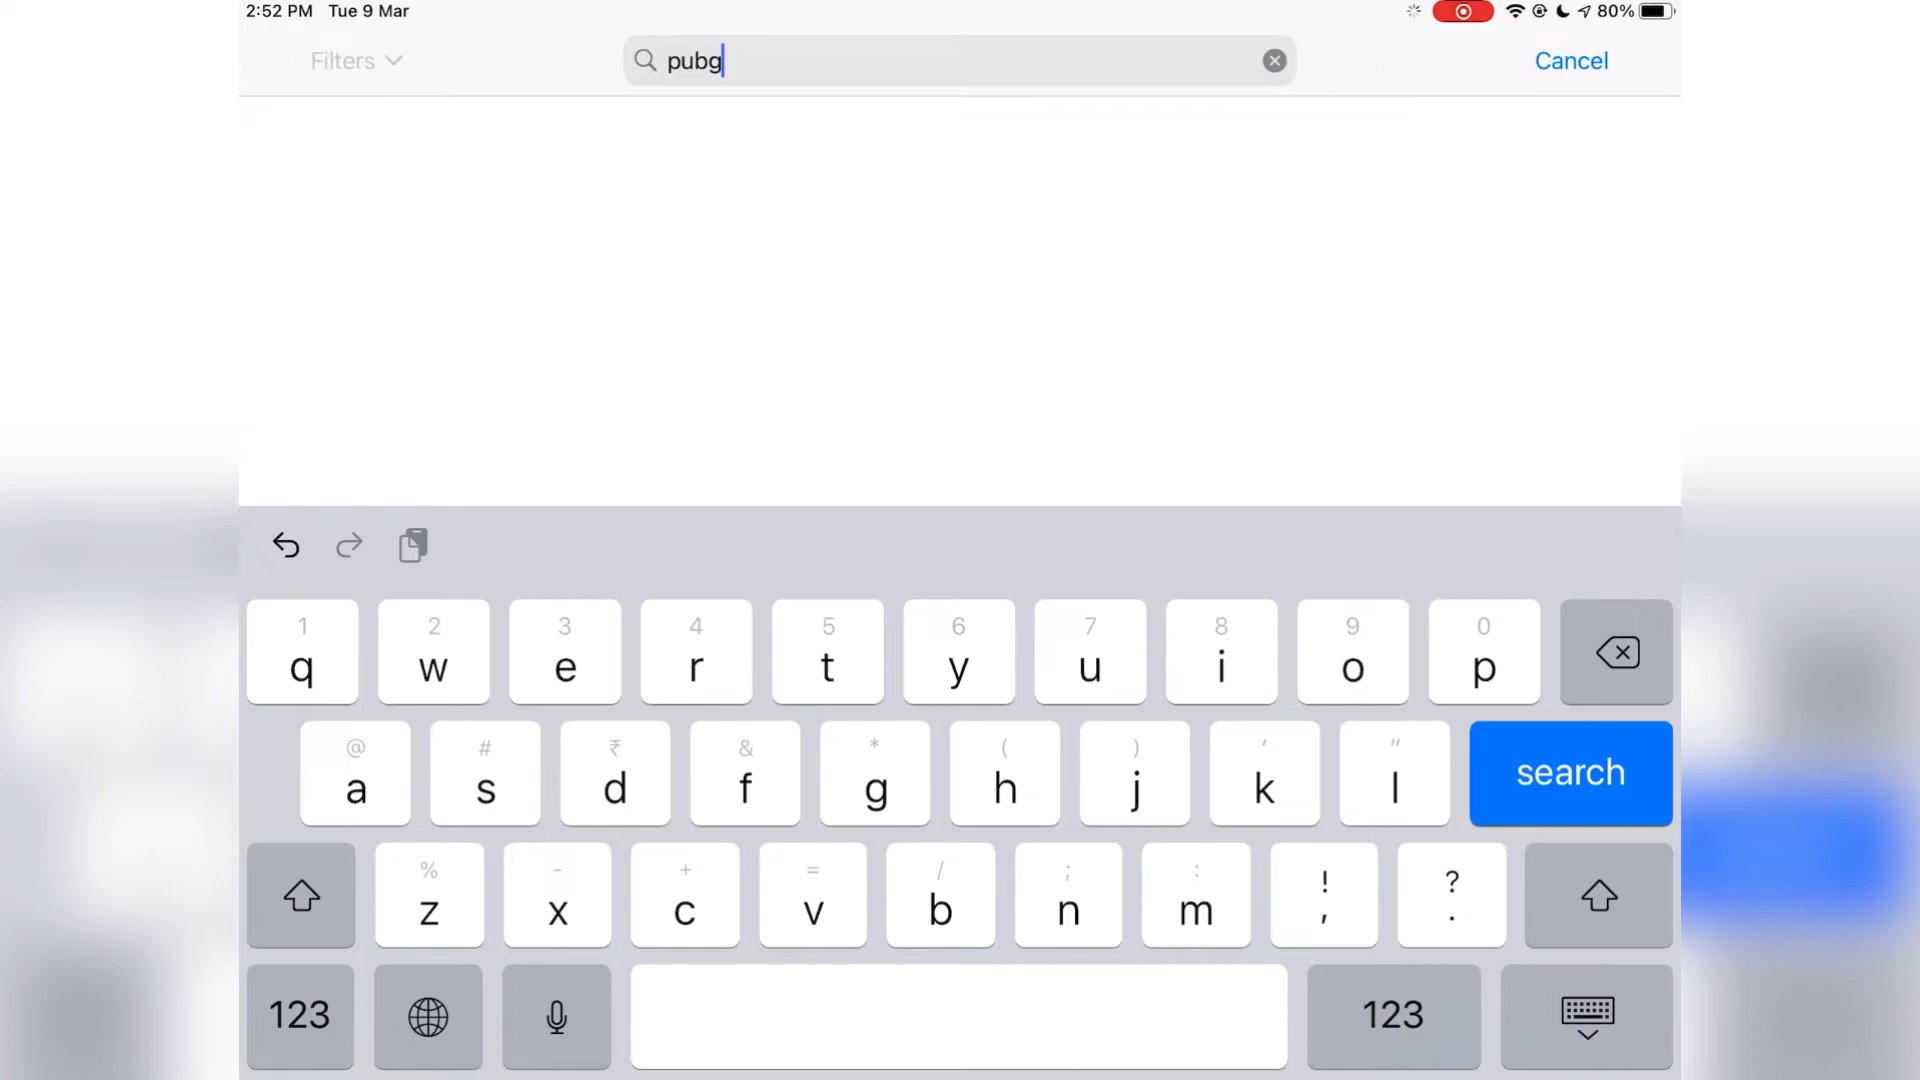 2:52 PM Tue 9 Mar 80%
Filters pubg Cancel
1 2 3 4 5 6 7 8 9 0
q w e r t y u i o p
@ # ₹ & * ( ) ' "
a s d f g h j k l search
% - + = / ; : ! ?
z x c v b n m , .
123 123